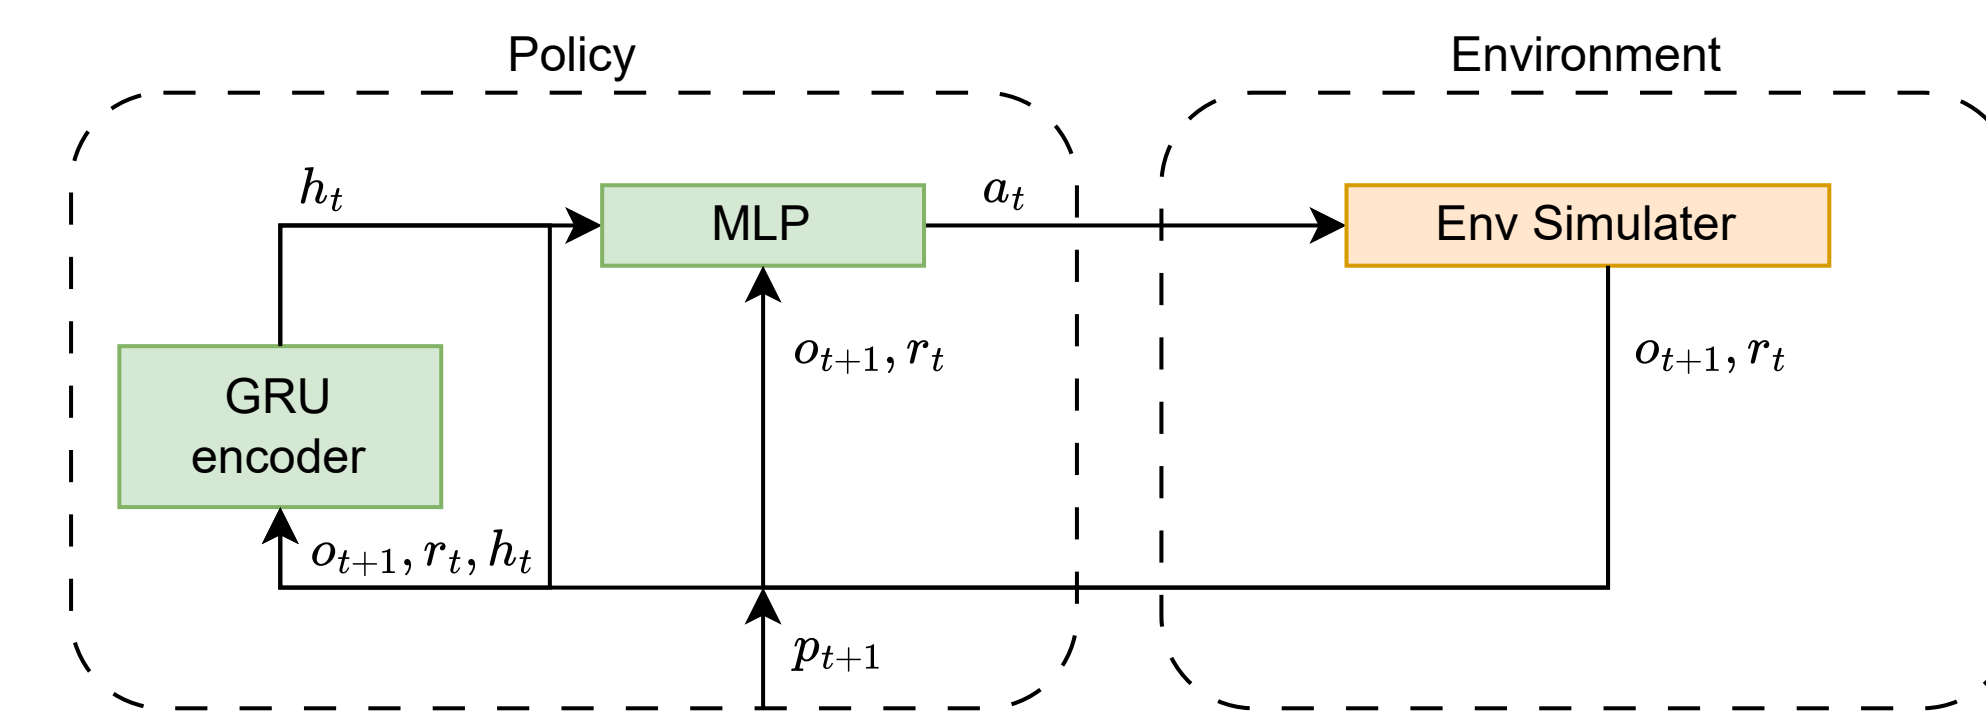 Policy
Environment
h_t
MLP
a_t
Env Simulater
o_{t+1}, r_t
o_{t+1}, r_t
GRU
encoder
o_{t+1}, r_t, h_t
p_{t+1}